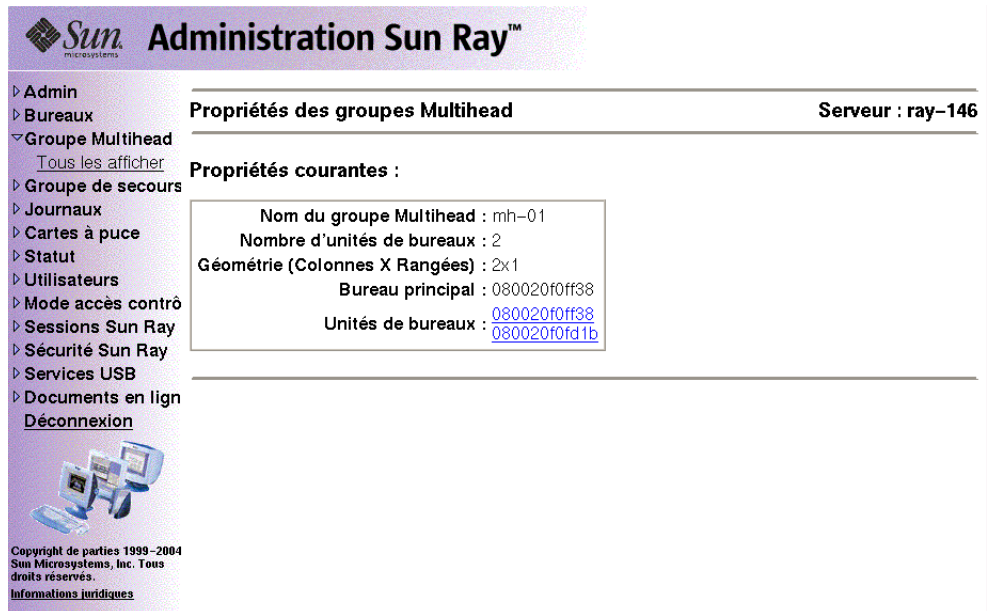 Sun microsystems Administration Sun Ray™
Admin
Bureaux
Groupe Multihead
Tous les afficher
Groupe de secours
Journaux
Cartes à puce
Statut
Utilisateurs
Mode accès contrô
Sessions Sun Ray
Sécurité Sun Ray
Services USB
Documents en lign
Déconnexion
Copyright de parties 1999–2004
Sun Microsystems, Inc. Tous
droits réservés.
Informations juridiques
Propriétés des groupes Multihead Serveur : ray–146
Propriétés courantes :
Nom du groupe Multihead : mh–01
Nombre d'unités de bureaux : 2
Géométrie (Colonnes X Rangées) : 2x1
Bureau principal : 080020f0ff38
Unités de bureaux : 080020f0ff38
080020f0fd1b